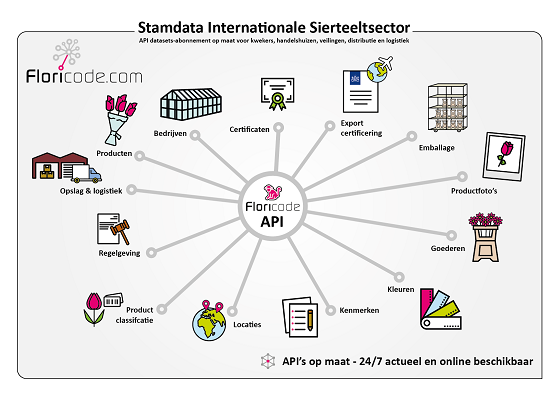 Stamdata Internationale Sierteeltsector
API datasets-abonnement op maat voor kwekers, handelshuizen, veilingen, distributie en logistiek
Floricode.com
Producten
Bedrijven
Certificaten
Export
certificering
Emballage
Productfoto's
Opslag & logistiek
Floricode
API
Regelgeving
Goederen
Product
classifcatie
Locaties
Kenmerken
Kleuren
API's op maat - 24/7 actueel en online beschikbaar